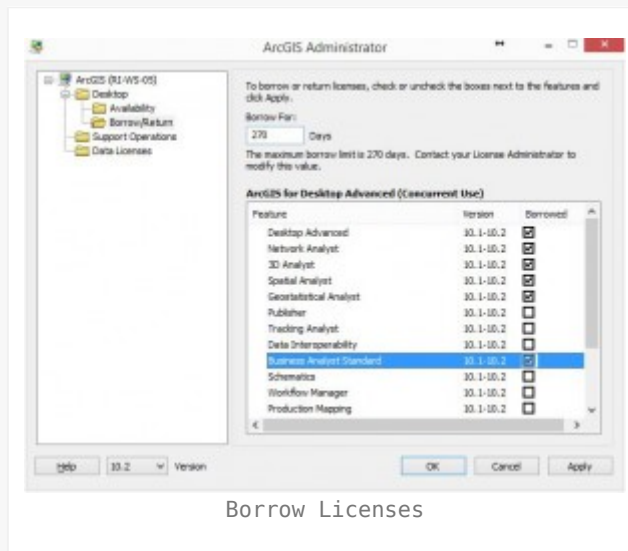 ArcGIS Administrator
ArcGIS (RI-WS-05)
Desktop
Availability
Borrow/Return
Support Operations
Data Licenses
To borrow or return licenses, check or uncheck the boxes next to the features and
click Apply.
Borrow For:
270 Days
The maximum borrow limit is 270 days. Contact your License Administrator to
modify this value.
ArcGIS for Desktop Advanced (Concurrent Use)
Feature Version Borrowed
Desktop Advanced 10.1-10.2
Network Analyst 10.1-10.2
3D Analyst 10.1-10.2
Spatial Analyst 10.1-10.2
Geostatistical Analyst 10.1-10.2
Publisher 10.1-10.2
Tracking Analyst 10.1-10.2
Data Interoperability 10.1-10.2
Business Analyst Standard 10.1-10.2
Schematics 10.1-10.2
Workflow Manager 10.1-10.2
Production Mapping 10.1-10.2
Help 10.2 Version OK Cancel Apply
Borrow Licenses